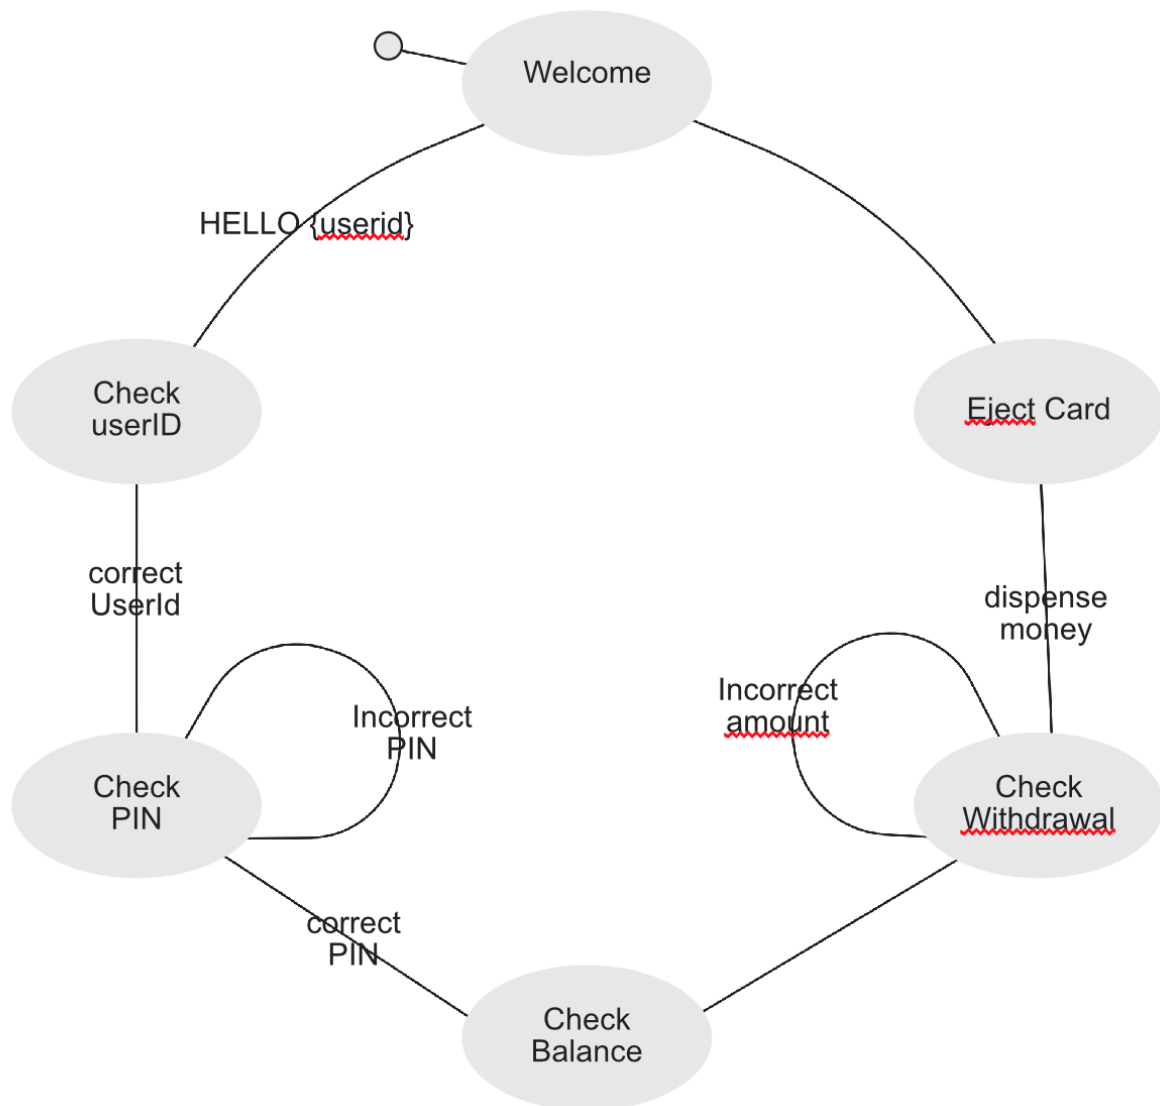 Welcome
HELLO {userid}
Check
userID
Eject Card
correct
UserId
dispense
money
Incorrect
PIN
Incorrect
amount
Check
PIN
Check
Withdrawal
correct
PIN
Check
Balance